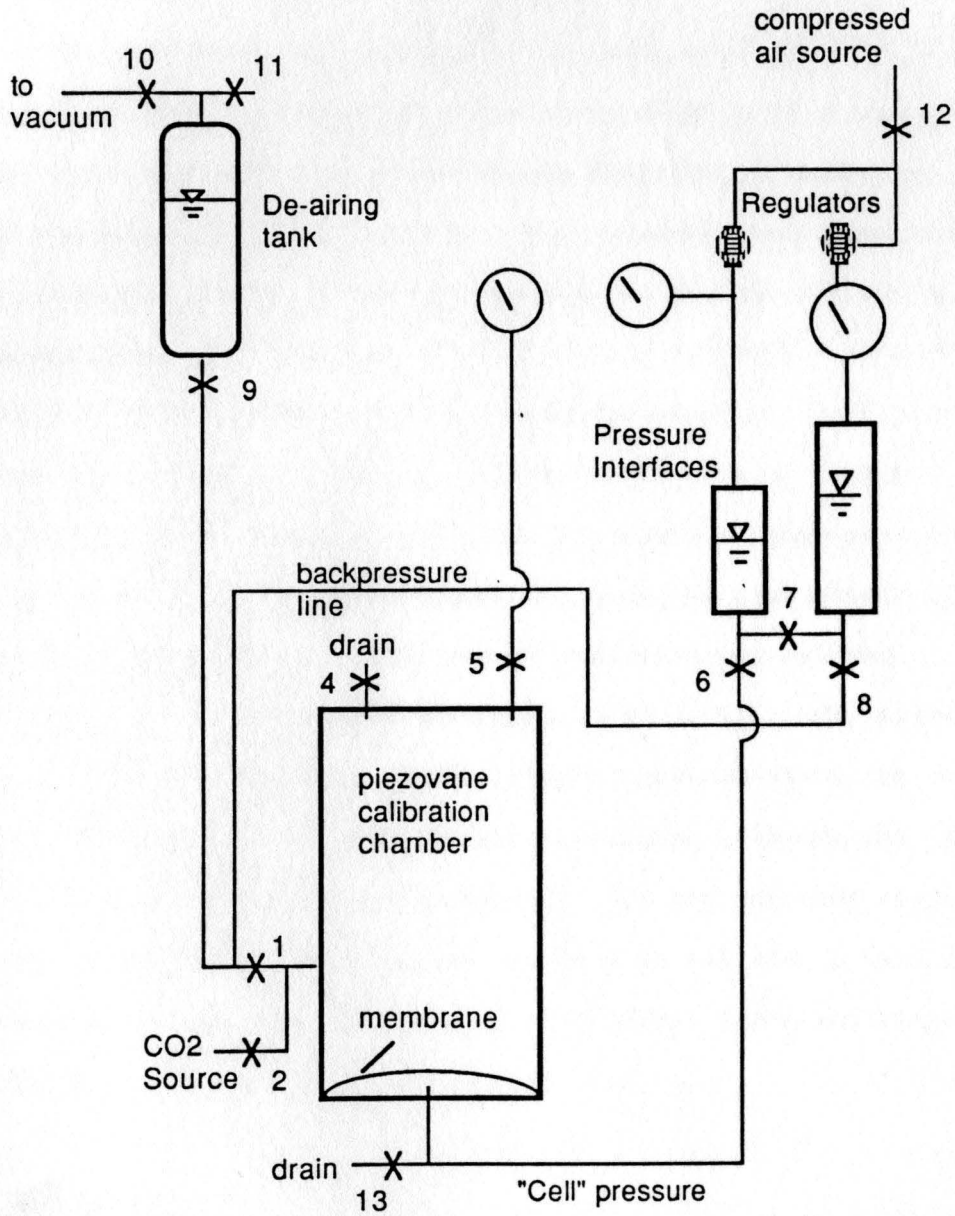 compressed
air source
10
11
to
vacuum
12
De-airing
tank
Regulators
9
Pressure
Interfaces
backpressure
line
7
drain
4
5
6
8
piezovane
calibration
chamber
1
membrane
CO2
Source
2
drain
13
"Cell" pressure